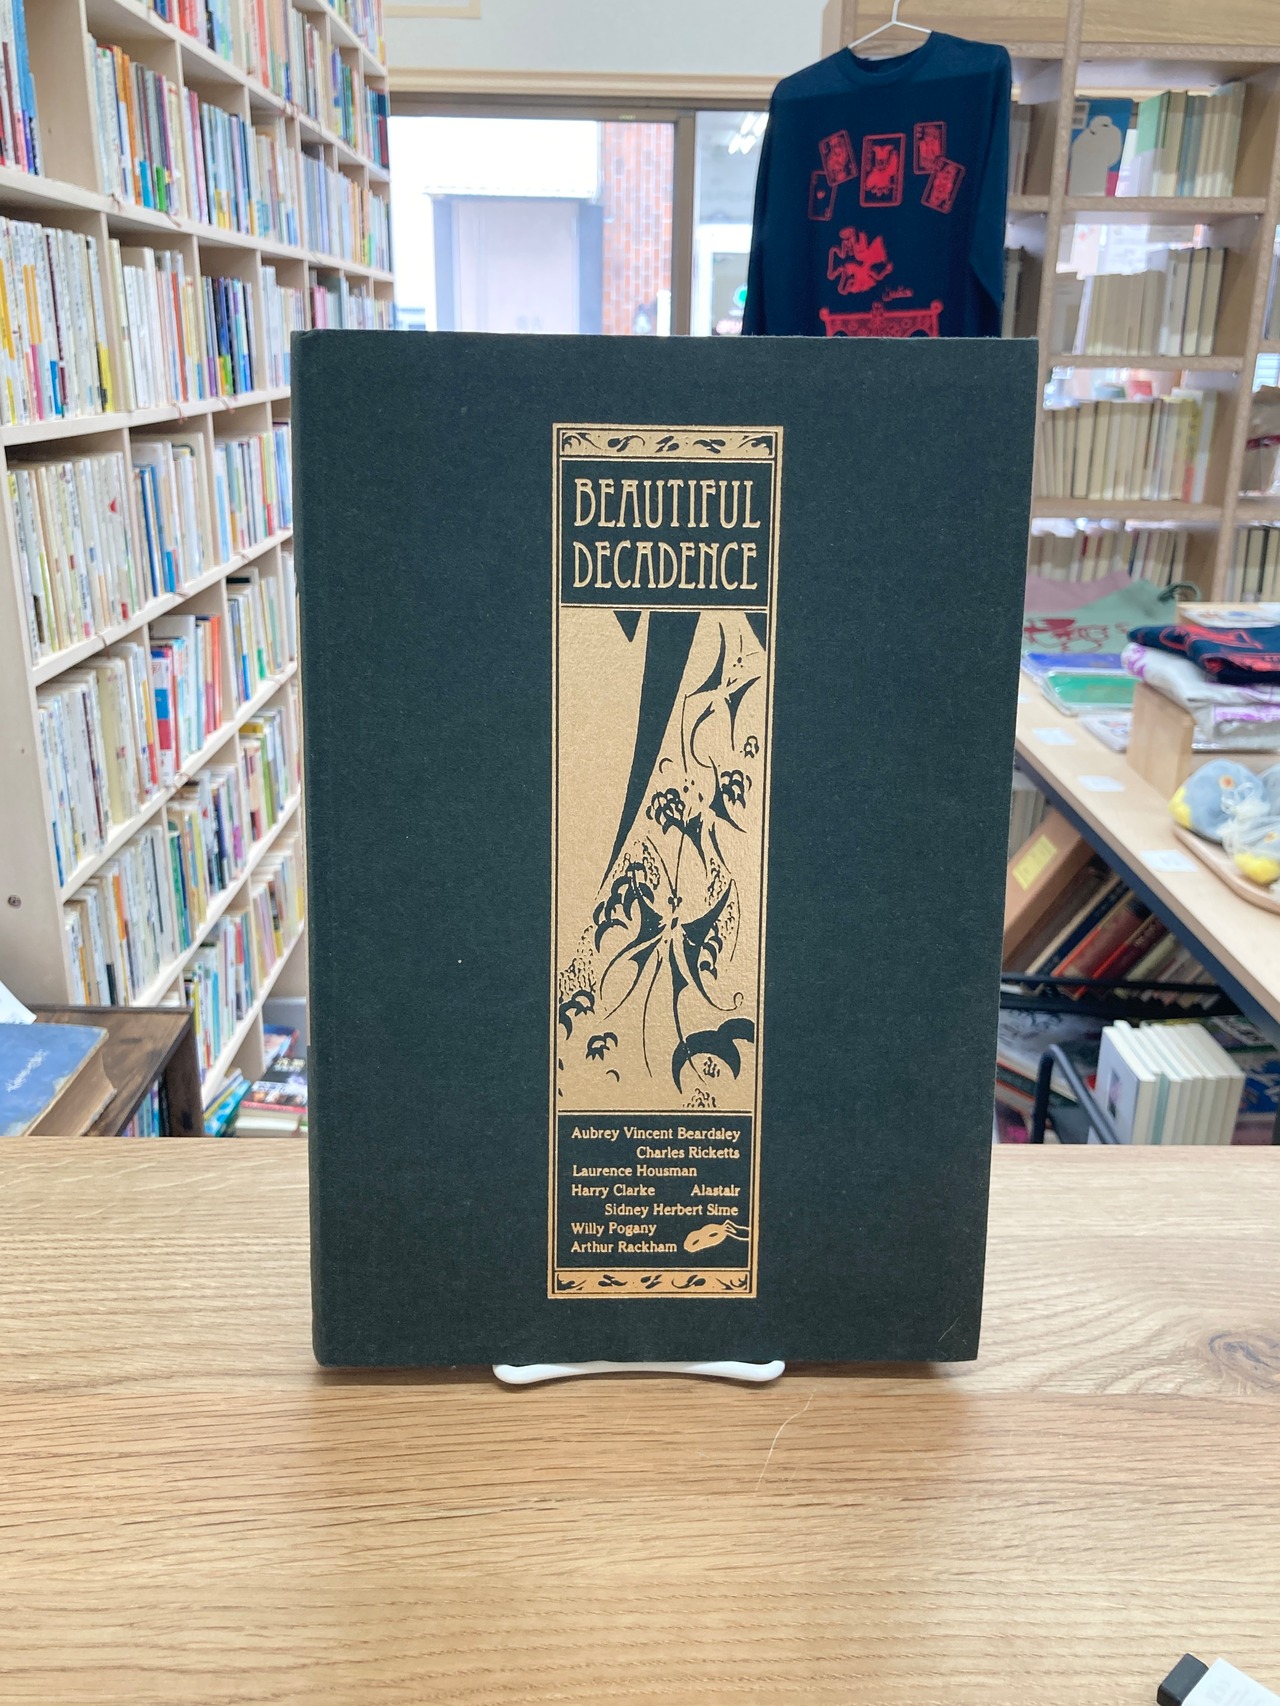 BEAUTIFUL
DECADENCE
Aubrey Vincent Beardsley
Charles Ricketts
Laurence Housman
Harry Clarke Alastair
Sidney Herbert Sime
Willy Pogany
Arthur Rackham